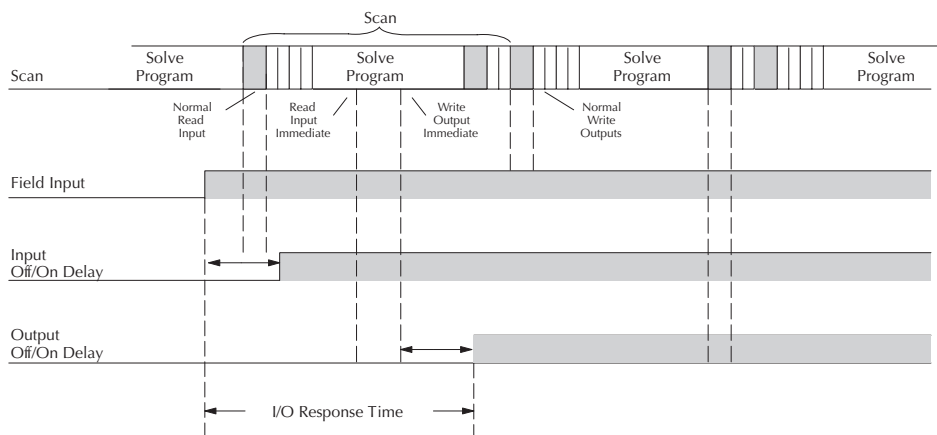 Scan
Scan
Solve
Program
Solve
Program
Solve
Program
Solve
Program
Normal
Read
Input
Read
Input
Immediate
Write
Output
Immediate
Normal
Write
Outputs
Field Input
Input
Off/On Delay
Output
Off/On Delay
I/O Response Time